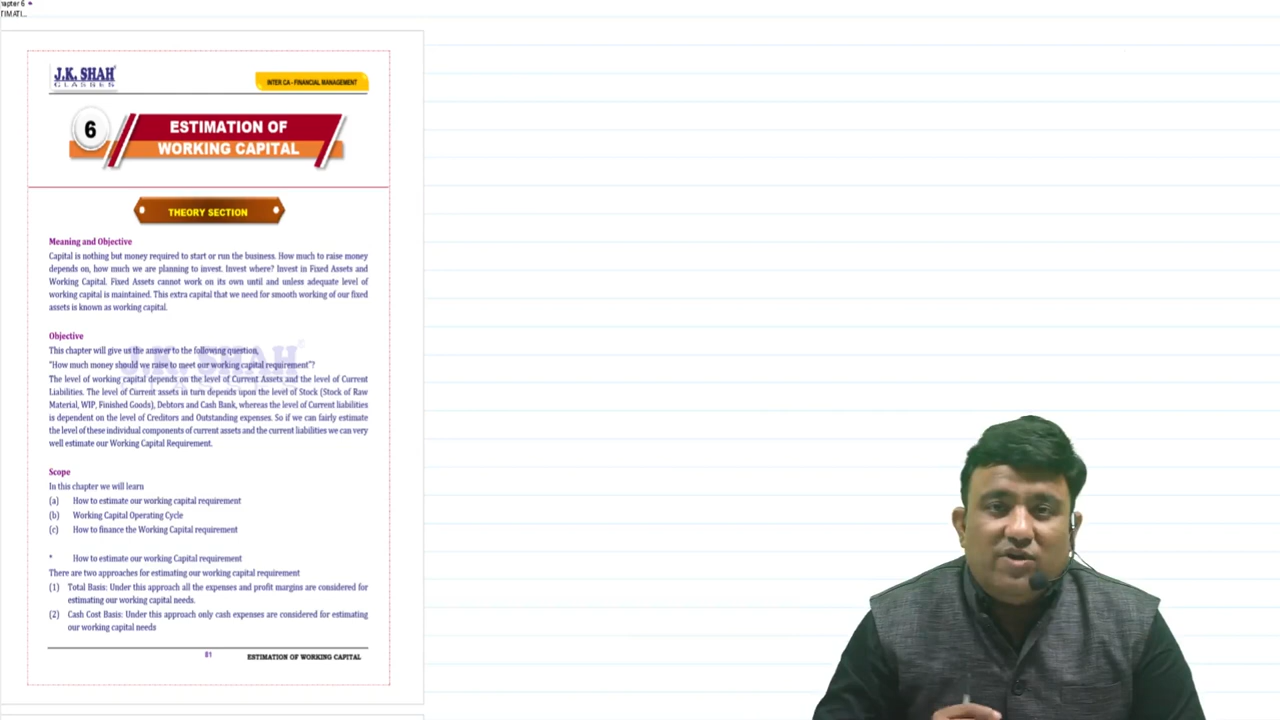 apter 6
TIMATI...
J.K. SHAH
CLASSES
INTER CA - FINANCIAL MANAGEMENT
6
ESTIMATION OF
WORKING CAPITAL
THEORY SECTION
Meaning and Objective
Capital is nothing but money required to start or run the business. How much to raise money
depends on, how much we are planning to invest. Invest where? Invest in Fixed Assets and
Working Capital. Fixed Assets cannot work on its own until and unless adequate level of
working capital is maintained. This extra capital that we need for smooth working of our fixed
assets is known as working capital.
Objective
This chapter will give us the answer to the following question,
"How much money should we raise to meet our working capital requirement"?
J.K. SHAH
The level of working capital depends on the level of Current Assets and the level of Current
Liabilities. The level of Current assets in turn depends upon the level of Stock (Stock of Raw
Material, WIP, Finished Goods), Debtors and Cash Bank, whereas the level of Current liabilities
is dependent on the level of Creditors and Outstanding expenses. So if we can fairly estimate
the level of these individual components of current assets and the current liabilities we can very
well estimate our Working Capital Requirement.
Scope
In this chapter we will learn
(a) How to estimate our working capital requirement
(b) Working Capital Operating Cycle
(c) How to finance the Working Capital requirement
* How to estimate our working Capital requirement
There are two approaches for estimating our working capital requirement
(1) Total Basis: Under this approach all the expenses and profit margins are considered for
estimating our working capital needs.
(2) Cash Cost Basis: Under this approach only cash expenses are considered for estimating
our working capital needs
81 ESTIMATION OF WORKING CAPITAL